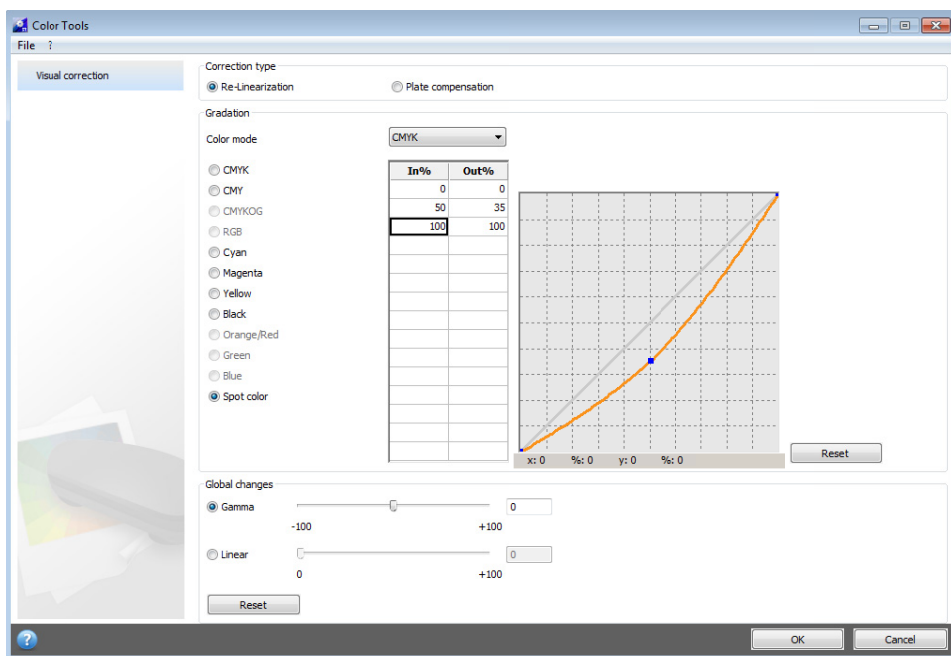 Color Tools
File ?
Visual correction
Correction type
Re-Linearization Plate compensation
Gradation
Color mode CMYK
In% Out%
0 0
50 35
100 100
CMYK
CMY
CMYKOG
RGB
Cyan
Magenta
Yellow
Black
Orange/Red
Green
Blue
Spot color
x: 0 %: 0 y: 0 %: 0
Reset
Global changes
Gamma 0
-100 +100
Linear 0
0 +100
Reset
? OK Cancel